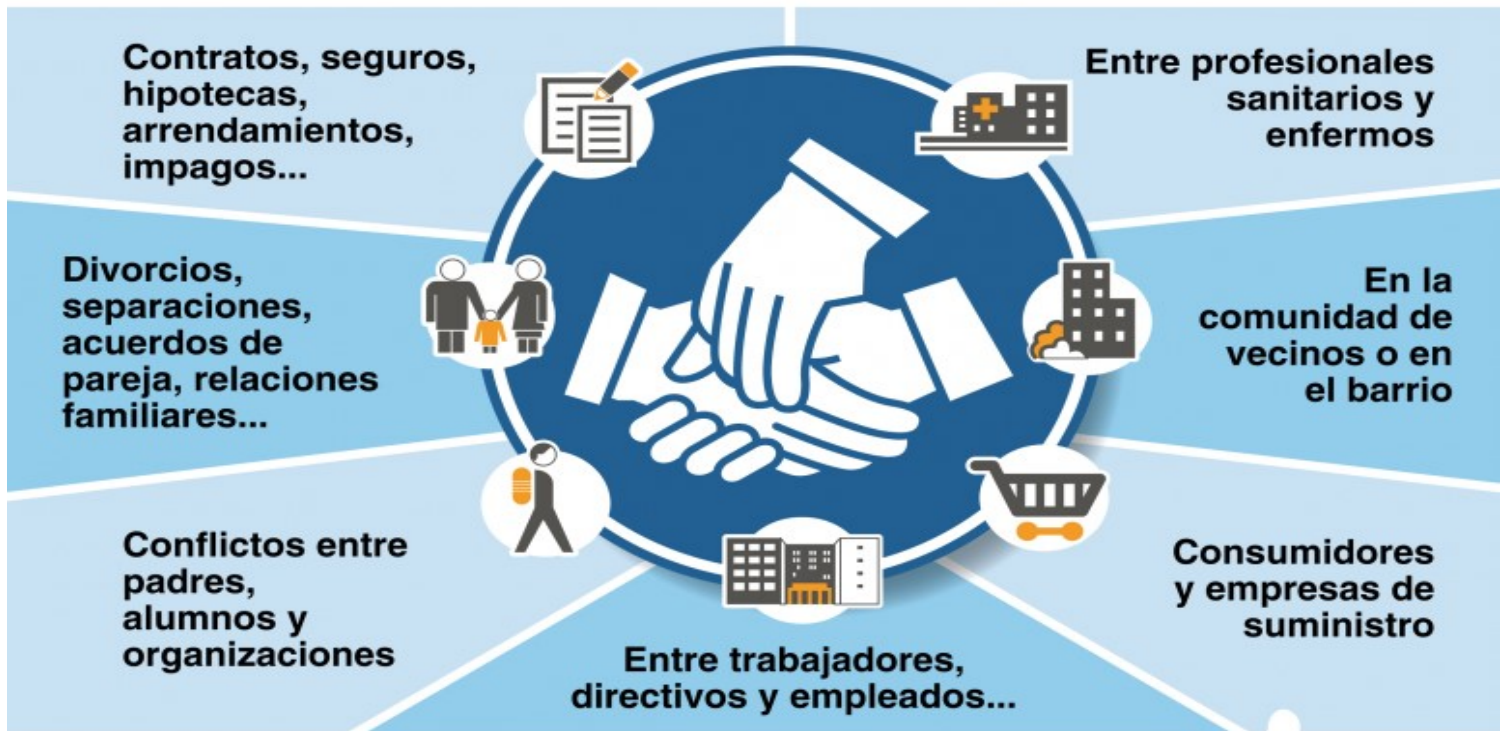 Contratos, seguros,
hipotecas,
arrendamientos,
impagos...
Entre profesionales
sanitarios y
enfermos
Divorcios,
separaciones,
acuerdos de
pareja, relaciones
familiares...
En la
comunidad de
vecinos o en
el barrio
Conflictos entre
padres,
alumnos y
organizaciones
Consumidores
y empresas de
suministro
Entre trabajadores,
directivos y empleados...